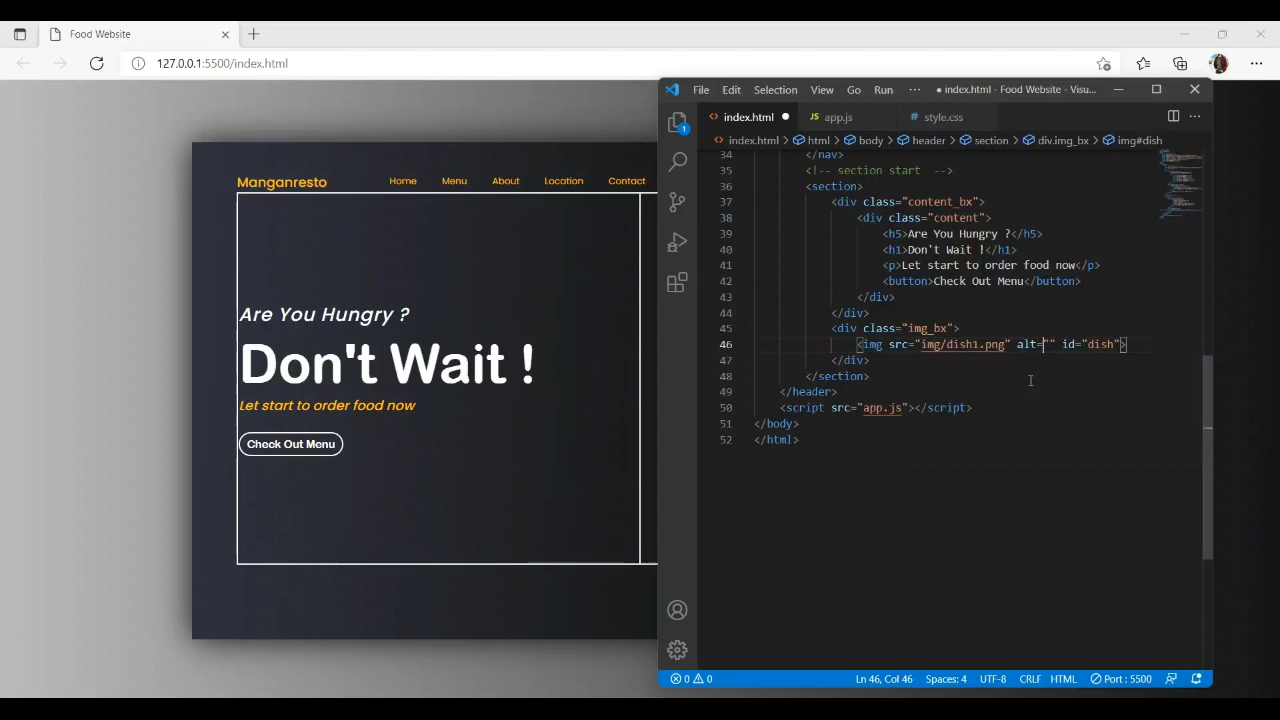 Food Website
127.0.0.1:5500/index.html
Manganresto
Home Menu About Location Contact
Are You Hungry ?
Don't Wait !
Let start to order food now
Check Out Menu
File Edit Selection View Go Run ··· ● index.html - Food Website - Visu...
<> index.html ● JS app.js # style.css
<> index.html > html > body > header > section > div.img_bx > img#dish
1
34 </nav>
35 <!-- section start -->
36 <section>
37 <div class="content_bx">
38 <div class="content">
39 <h5>Are You Hungry ?</h5>
40 <h1>Don't Wait !</h1>
41 <p>Let start to order food now</p>
42 <button>Check Out Menu</button>
43 </div>
44 </div>
45 <div class="img_bx">
46 <img src="img/dish1.png" alt="" id="dish">
47 </div>
48 </section>
49 </header>
50 <script src="app.js"></script>
51 </body>
52 </html>
0 0 Ln 46, Col 46 Spaces: 4 UTF-8 CRLF HTML Port : 5500